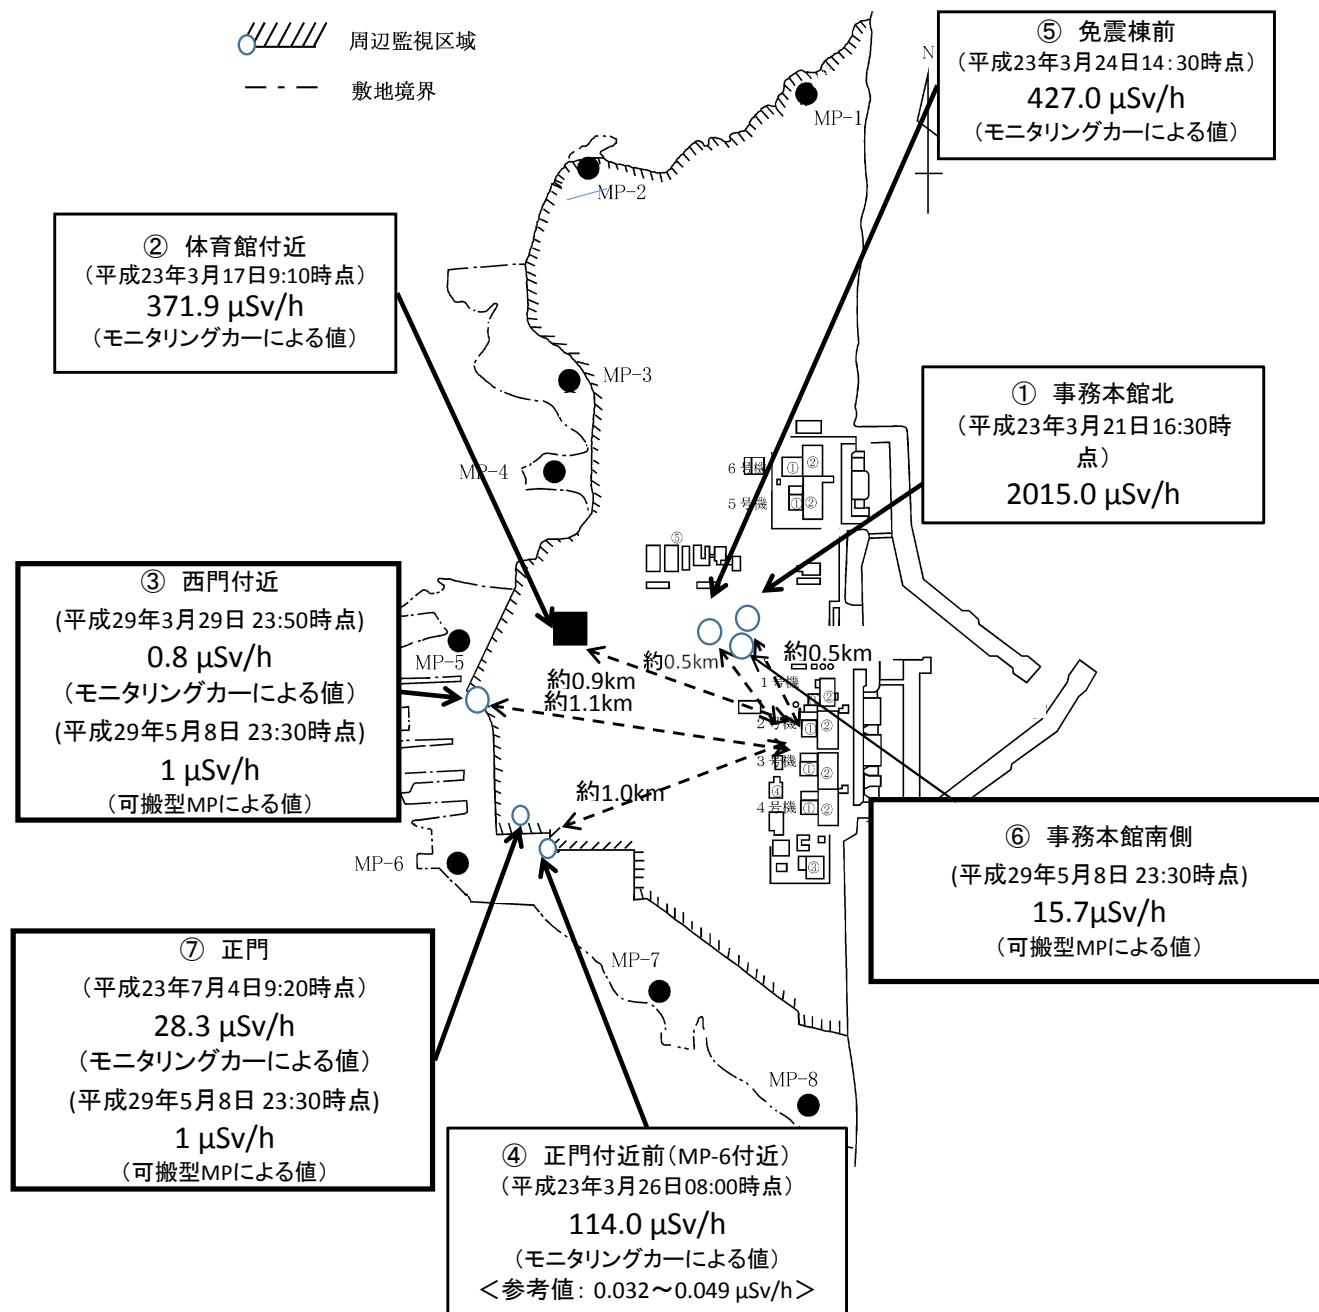 周辺監視区域
敷地境界
⑤ 免震棟前
（平成23年3月24日14：30時点）
427.0 μSv/h
（モニタリングカーによる値）
N
MP-1
MP-2
② 体育館付近
（平成23年3月17日9:10時点）
371.9 μSv/h
（モニタリングカーによる値）
MP-3
① 事務本館北
（平成23年3月21日16:30時
点）
2015.0 μSv/h
MP-4
6号機
①
②
5号機
①
②
⑤
③ 西門付近
(平成29年3月29日 23:50時点)
0.8 μSv/h
（モニタリングカーによる値）
(平成29年5月8日 23:30時点)
1 μSv/h
（可搬型MPによる値）
MP-5
約0.5km
約0.5km
約0.9km
約1.1km
1号機
②
2号機
①
②
3号機
①
②
約1.0km
④
4号機
①
②
③
MP-6
⑥ 事務本館南側
(平成29年5月8日 23:30時点)
15.7μSv/h
（可搬型MPによる値）
⑦ 正門
（平成23年7月4日9:20時点）
28.3 μSv/h
（モニタリングカーによる値）
(平成29年5月8日 23:30時点)
1 μSv/h
（可搬型MPによる値）
MP-7
MP-8
④ 正門付近前（MP-6付近）
（平成23年3月26日08:00時点）
114.0 μSv/h
（モニタリングカーによる値）
＜参考値：0.032～0.049 μSv/h＞